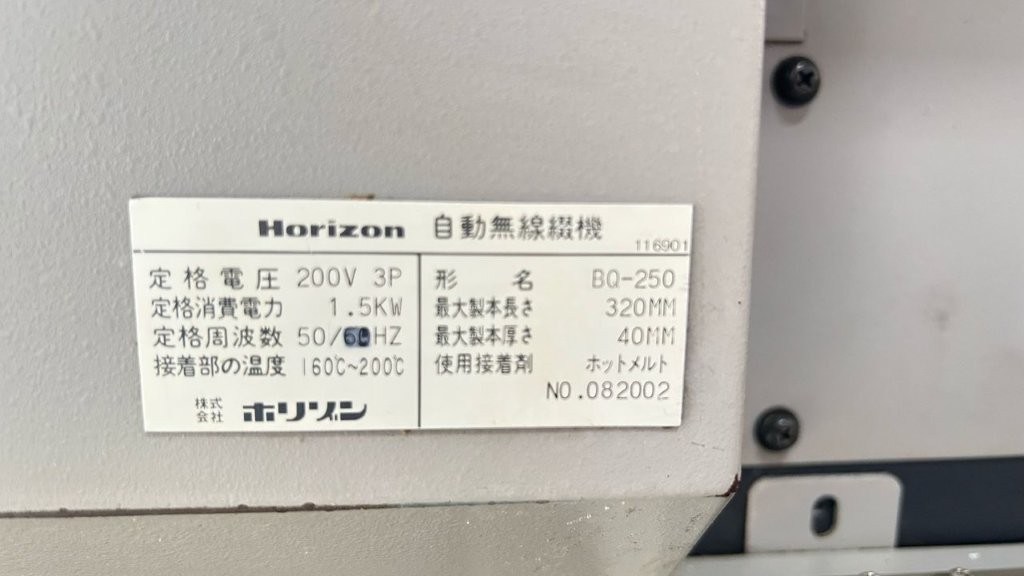 Horizon 自動無線綴機
116901
定格電圧 200V 3P
定格消費電力 1.5KW
定格周波数 50/60HZ
接着部の温度 160℃~200℃
株式会社 ホリゾン
形名 BQ-250
最大製本長さ 320MM
最大製本厚さ 40MM
使用接着剤 ホットメルト
NO.082002